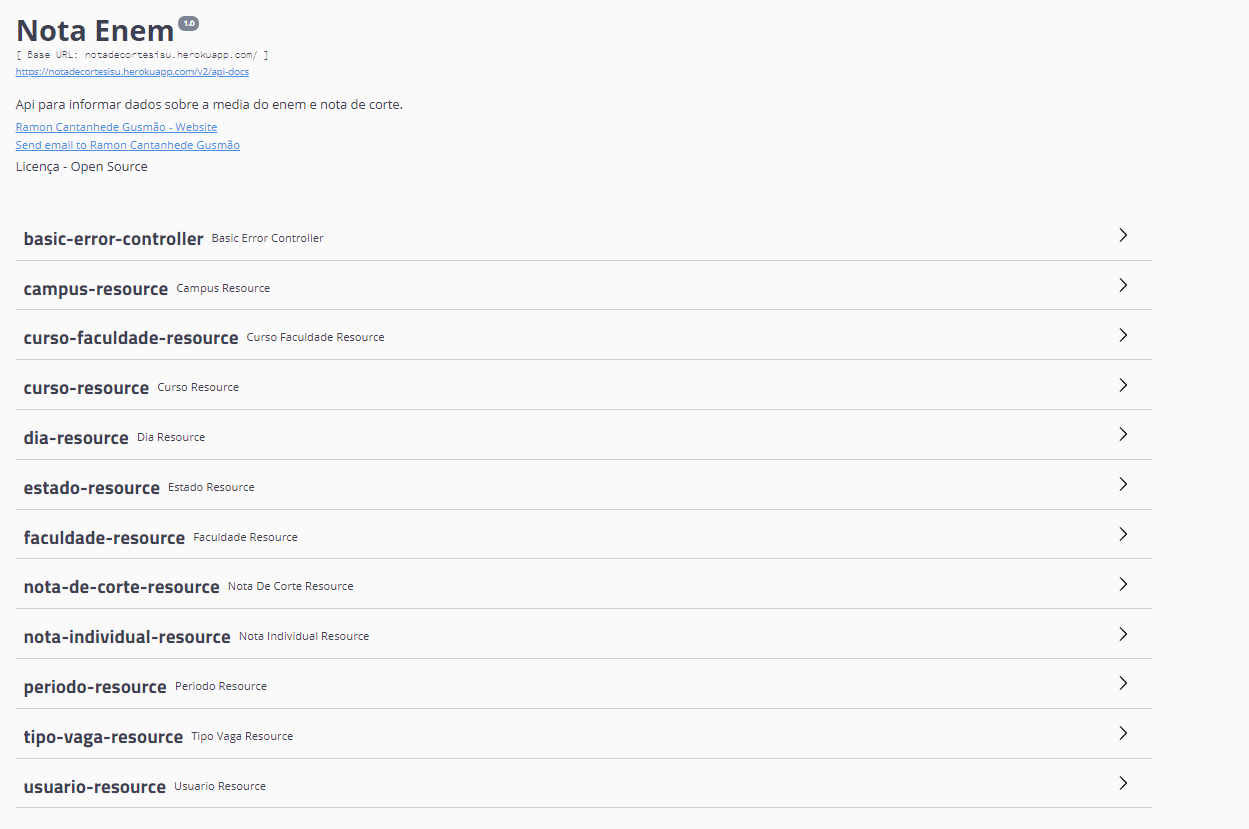 Nota Enem 1.0
[ Base URL: notadecortesisu.herokuapp.com/ ]
https://notadecortesisu.herokuapp.com/v2/api-docs
Api para informar dados sobre a media do enem e nota de corte.
Ramon Cantanhede Gusmão - Website
Send email to Ramon Cantanhede Gusmão
Licença - Open Source
basic-error-controller Basic Error Controller
campus-resource Campus Resource
curso-faculdade-resource Curso Faculdade Resource
curso-resource Curso Resource
dia-resource Dia Resource
estado-resource Estado Resource
faculdade-resource Faculdade Resource
nota-de-corte-resource Nota De Corte Resource
nota-individual-resource Nota Individual Resource
periodo-resource Periodo Resource
tipo-vaga-resource Tipo Vaga Resource
usuario-resource Usuario Resource